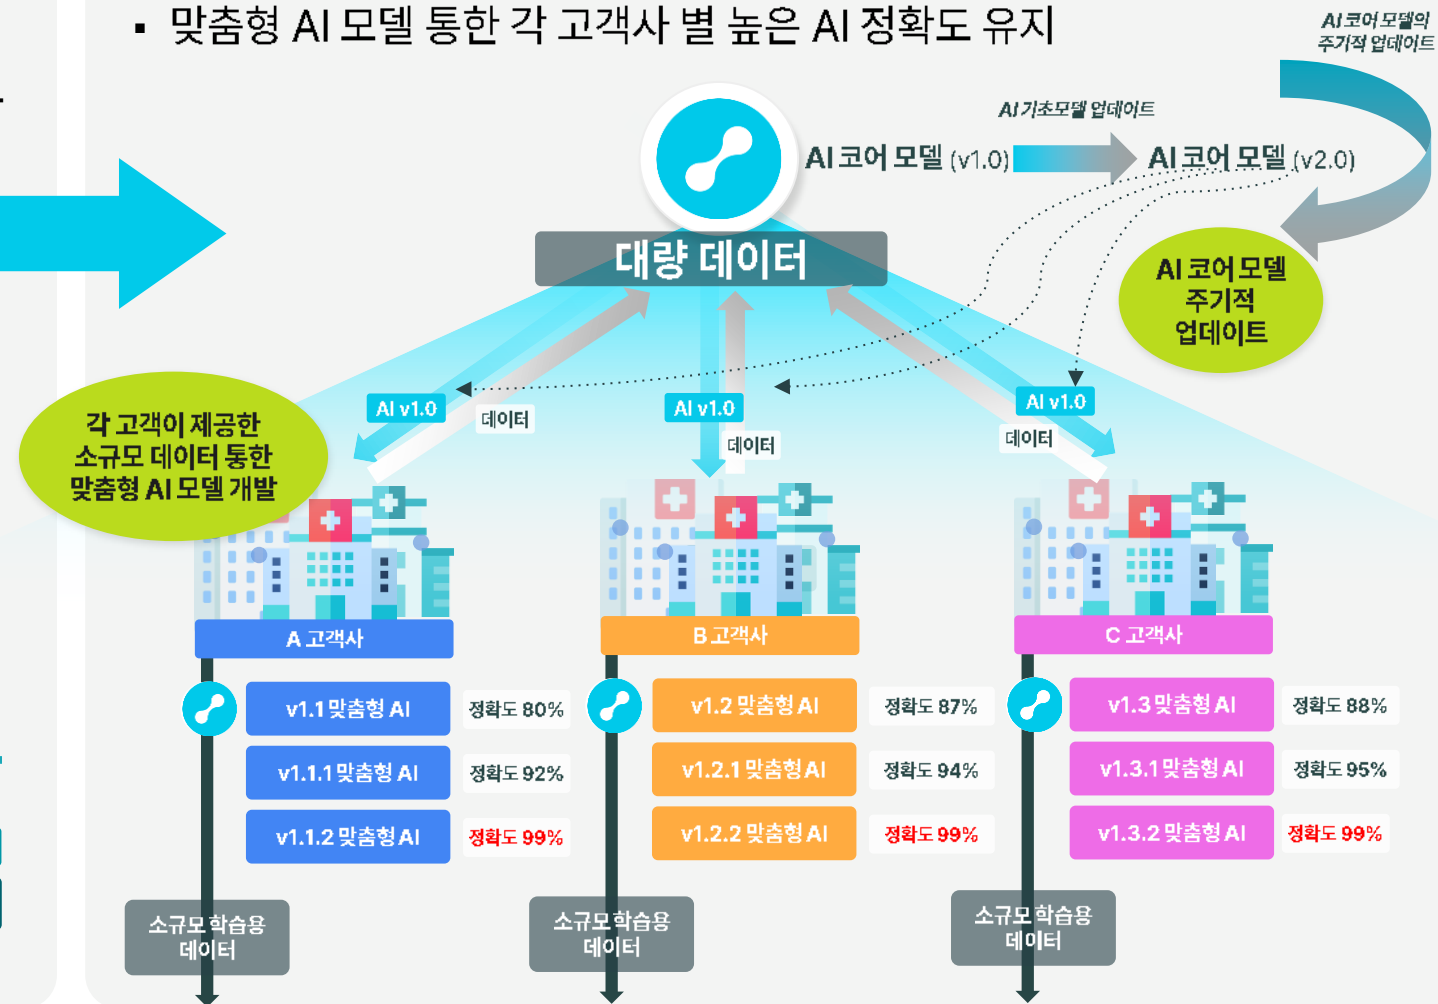 ▪ 맞춤형 AI 모델 통한 각 고객사 별 높은 AI 정확도 유지
AI 코어 모델의
주기적 업데이트
AI 기초모델 업데이트
AI 코어 모델 (v1.0)
AI 코어 모델 (v2.0)
대량 데이터
AI 코어 모델
주기적
업데이트
각 고객이 제공한
소규모 데이터 통한
맞춤형 AI 모델 개발
AI v1.0
데이터
AI v1.0
데이터
AI v1.0
데이터
A 고객사
v1.1 맞춤형 AI
정확도 80%
v1.1.1 맞춤형 AI
정확도 92%
v1.1.2 맞춤형 AI
정확도 99%
소규모 학습용
데이터
B 고객사
v1.2 맞춤형 AI
정확도 87%
v1.2.1 맞춤형 AI
정확도 94%
v1.2.2 맞춤형 AI
정확도 99%
소규모 학습용
데이터
C 고객사
v1.3 맞춤형 AI
정확도 88%
v1.3.1 맞춤형 AI
정확도 95%
v1.3.2 맞춤형 AI
정확도 99%
소규모 학습용
데이터